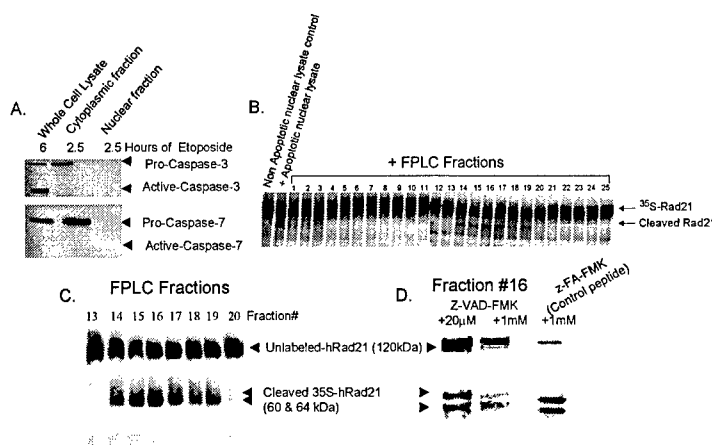 A.
Whole Cell Lysate
Cytoplasmic fraction
Nuclear fraction
6 2.5 2.5 Hours of Etoposide
Pro-Caspase-3
Active-Caspase-3
Pro-Caspase-7
Active-Caspase-7
B.
Non Apoptotic nuclear lysate control
+ Apoptotic nuclear lysate
+ FPLC Fractions
1 2 3 4 5 6 7 8 9 10 11 12 13 14 15 16 17 18 19 20 21 22 23 24 25
35S-Rad21
Cleaved Rad21
C.
FPLC Fractions
13 14 15 16 17 18 19 20 Fraction#
Unlabeled-hRad21 (120kDa)
Cleaved 35S-hRad21
(60 & 64 kDa)
D.
Fraction #16
Z-VAD-FMK
+20µM +1mM
z-FA-FMK
(Control peptide)
+1mM